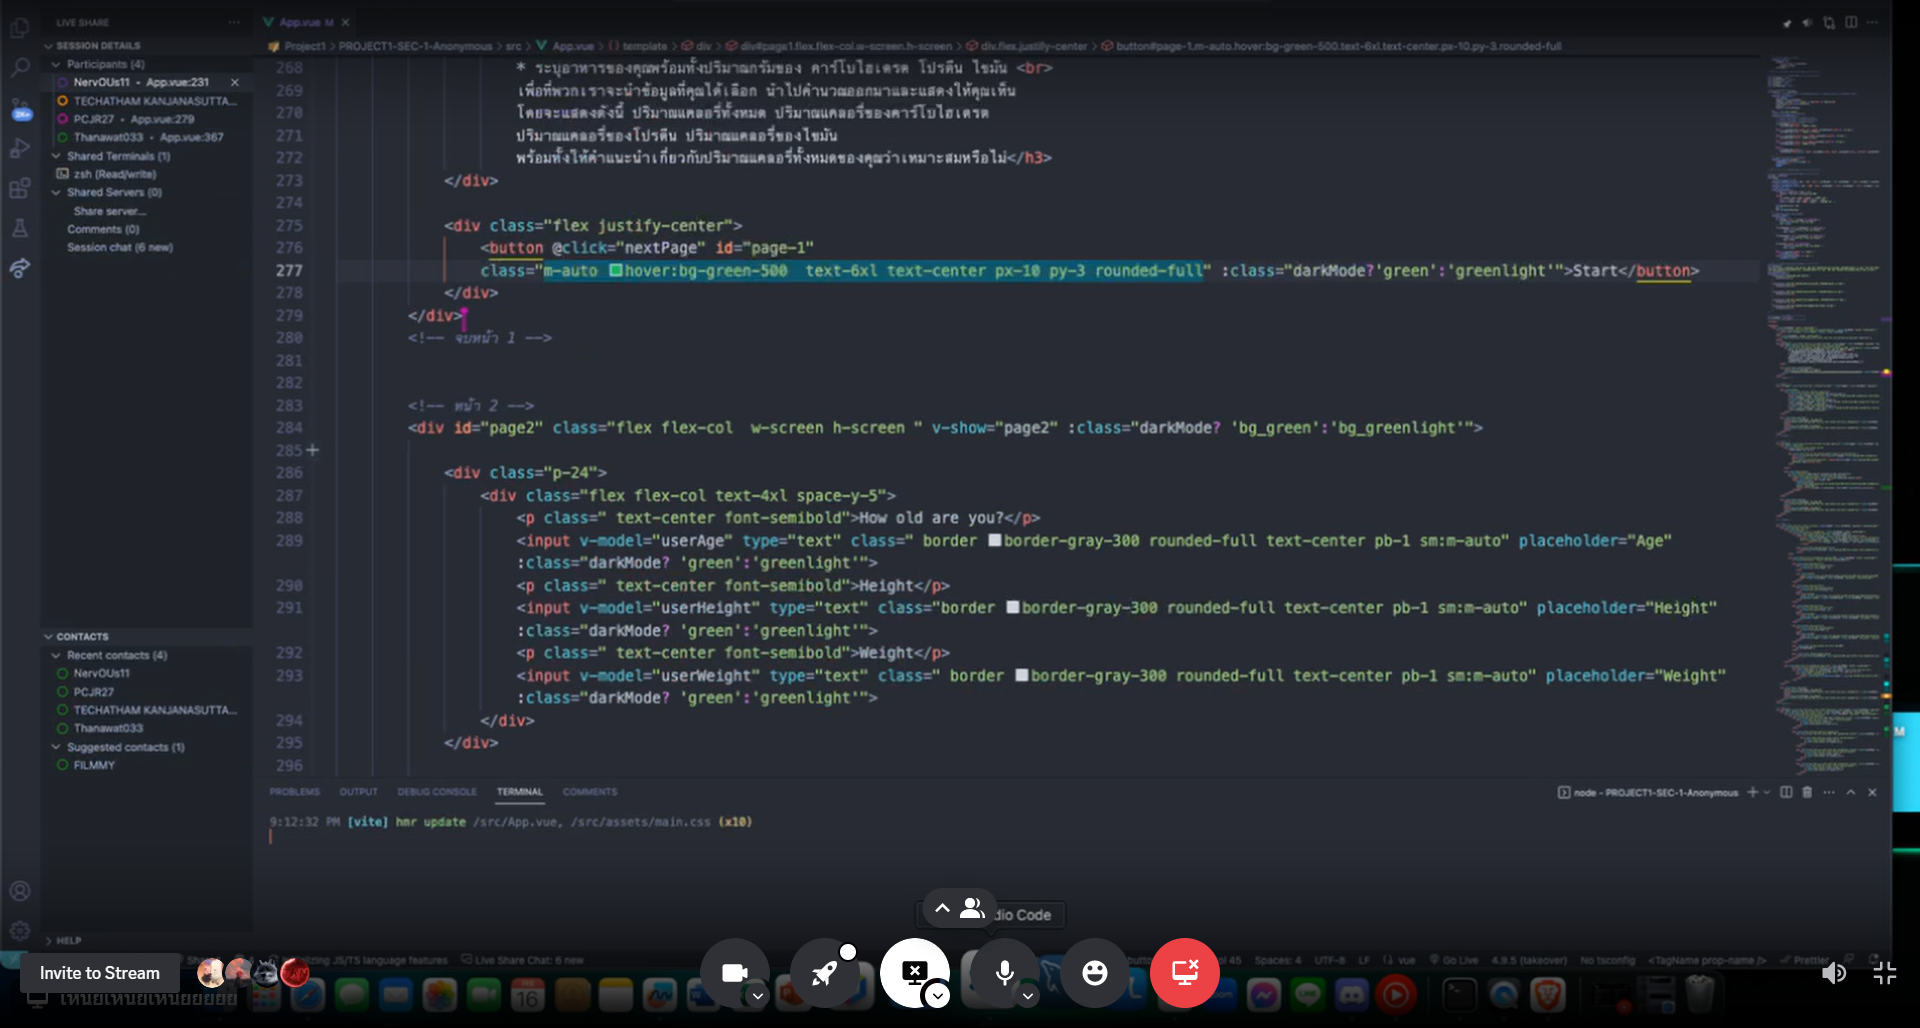 LIVE SHARE
SESSION DETAILS
Participants (4)
NervOUs11 • App.vue:231
TECHATHAM KANJANASUTTA...
PCJR27 • App.vue:279
Thanawat033 • App.vue:367
Shared Terminals (1)
zsh (Read/write)
Shared Servers (0)
Share server...
Comments (0)
Session chat (6 new)
CONTACTS
Recent contacts (4)
NervOUs11
PCJR27
TECHATHAM KANJANASUTTA...
Thanawat033
Suggested contacts (1)
FILMMY
HELP
App.vue M
Project1 > PROJECT1-SEC-1-Anonymous > src > App.vue > template > div > div#page1.flex.flex-col.w-screen.h-screen > div.flex.justify-center > button#page-1.m-auto.hover:bg-green-500.text-6xl.text-center.px-10.py-3.rounded-full
268 * ระบุอาหารของคุณพร้อมทั้งปริมาณกรัมของ คาร์โบไฮเดรต โปรตีน ไขมัน <br>
269 เพื่อที่พวกเราจะนำข้อมูลที่คุณได้เลือก นำไปคำนวณออกมาและแสดงให้คุณเห็น
270 โดยจะแสดงดังนี้ ปริมาณแคลอรี่ทั้งหมด ปริมาณแคลอรี่ของคาร์โบไฮเดรต
271 ปริมาณแคลอรี่ของโปรตีน ปริมาณแคลอรี่ของไขมัน
272 พร้อมทั้งให้คำแนะนำเกี่ยวกับปริมาณแคลอรี่ทั้งหมดของคุณว่าเหมาะสมหรือไม่</h3>
273 </div>
274
275 <div class="flex justify-center">
276 <button @click="nextPage" id="page-1"
277 class="m-auto hover:bg-green-500  text-6xl text-center px-10 py-3 rounded-full" :class="darkMode?'green':'greenlight'">Start</button>
278 </div>
279 </div>
280 <!-- จบหน้า 1 -->
281
282
283 <!-- หน้า 2 -->
284 <div id="page2" class="flex flex-col  w-screen h-screen " v-show="page2" :class="darkMode? 'bg_green':'bg_greenlight'">
285
286 <div class="p-24">
287 <div class="flex flex-col text-4xl space-y-5">
288 <p class=" text-center font-semibold">How old are you?</p>
289 <input v-model="userAge" type="text" class=" border border-gray-300 rounded-full text-center pb-1 sm:m-auto" placeholder="Age"
:class="darkMode? 'green':'greenlight'">
290 <p class=" text-center font-semibold">Height</p>
291 <input v-model="userHeight" type="text" class="border border-gray-300 rounded-full text-center pb-1 sm:m-auto" placeholder="Height"
:class="darkMode? 'green':'greenlight'">
292 <p class=" text-center font-semibold">Weight</p>
293 <input v-model="userWeight" type="text" class=" border border-gray-300 rounded-full text-center pb-1 sm:m-auto" placeholder="Weight"
:class="darkMode? 'green':'greenlight'">
294 </div>
295 </div>
296
PROBLEMS OUTPUT DEBUG CONSOLE TERMINAL COMMENTS
node - PROJECT1-SEC-1-Anonymous
9:12:32 PM [vite] hmr update /src/App.vue, /src/assets/main.css (x10)
dio Code
JS/TS language features
Live Share Chat: 6 new
Spaces: 4 UTF-8 LF vue Go Live 4.9.5 (takeover) No tsconfig <TagName prop-name /> Prettier
Invite to Stream
16